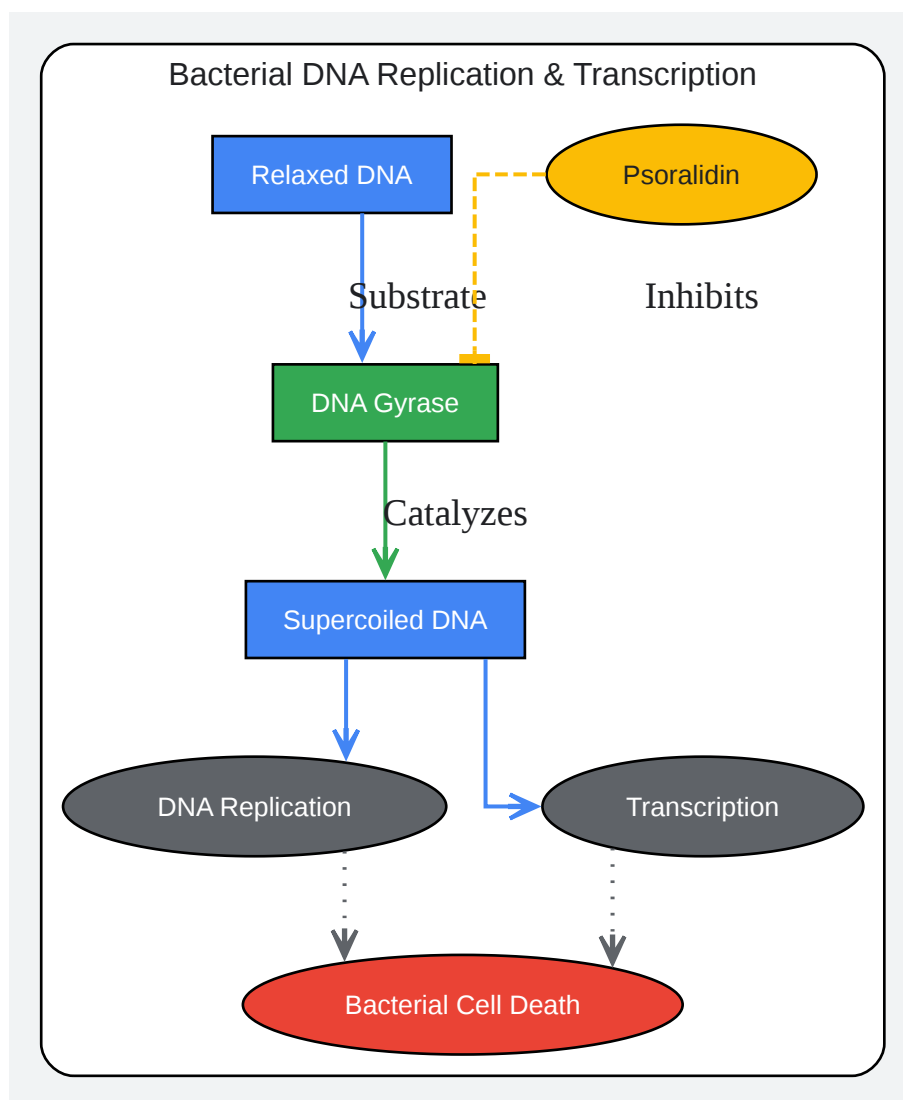 Bacterial DNA Replication & Transcription
Relaxed DNA
Psoralidin
Substrate
Inhibits
DNA Gyrase
Catalyzes
Supercoiled DNA
DNA Replication
Transcription
Bacterial Cell Death